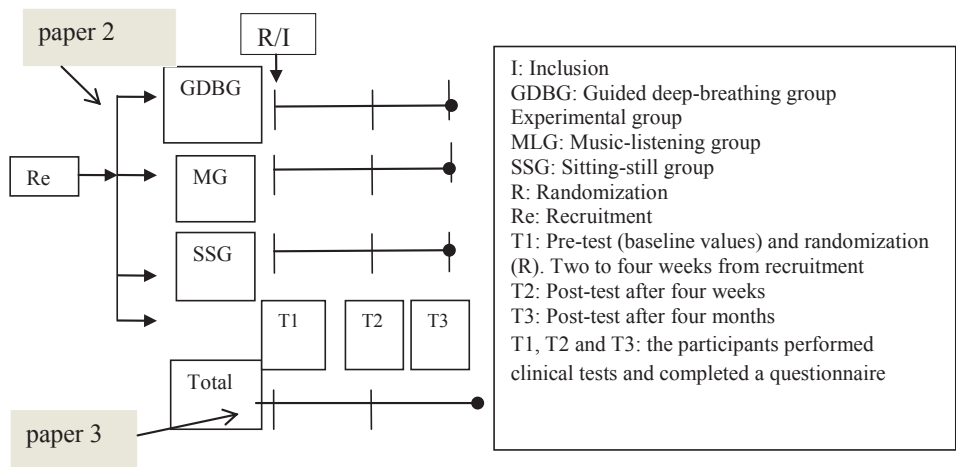 paper 2
R/I
GDBG
Re
MG
SSG
T1
T2
T3
Total
paper 3
I: Inclusion
GDBG: Guided deep-breathing group
Experimental group
MLG: Music-listening group
SSG: Sitting-still group
R: Randomization
Re: Recruitment
T1: Pre-test (baseline values) and randomization
(R). Two to four weeks from recruitment
T2: Post-test after four weeks
T3: Post-test after four months
T1, T2 and T3: the participants performed
clinical tests and completed a questionnaire